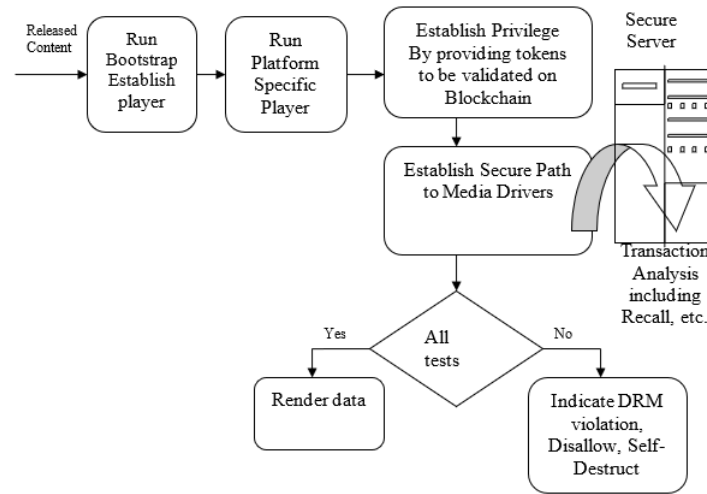 Released
Content
Run
Bootstrap
Establish
player
Run
Platform
Specific
Player
Establish Privilege
By providing tokens
to be validated on
Blockchain
Secure
Server
Establish Secure Path
to Media Drivers
Transaction
Analysis
including
Recall, etc.
Yes
All
tests
No
Render data
Indicate DRM
violation,
Disallow, Self-
Destruct